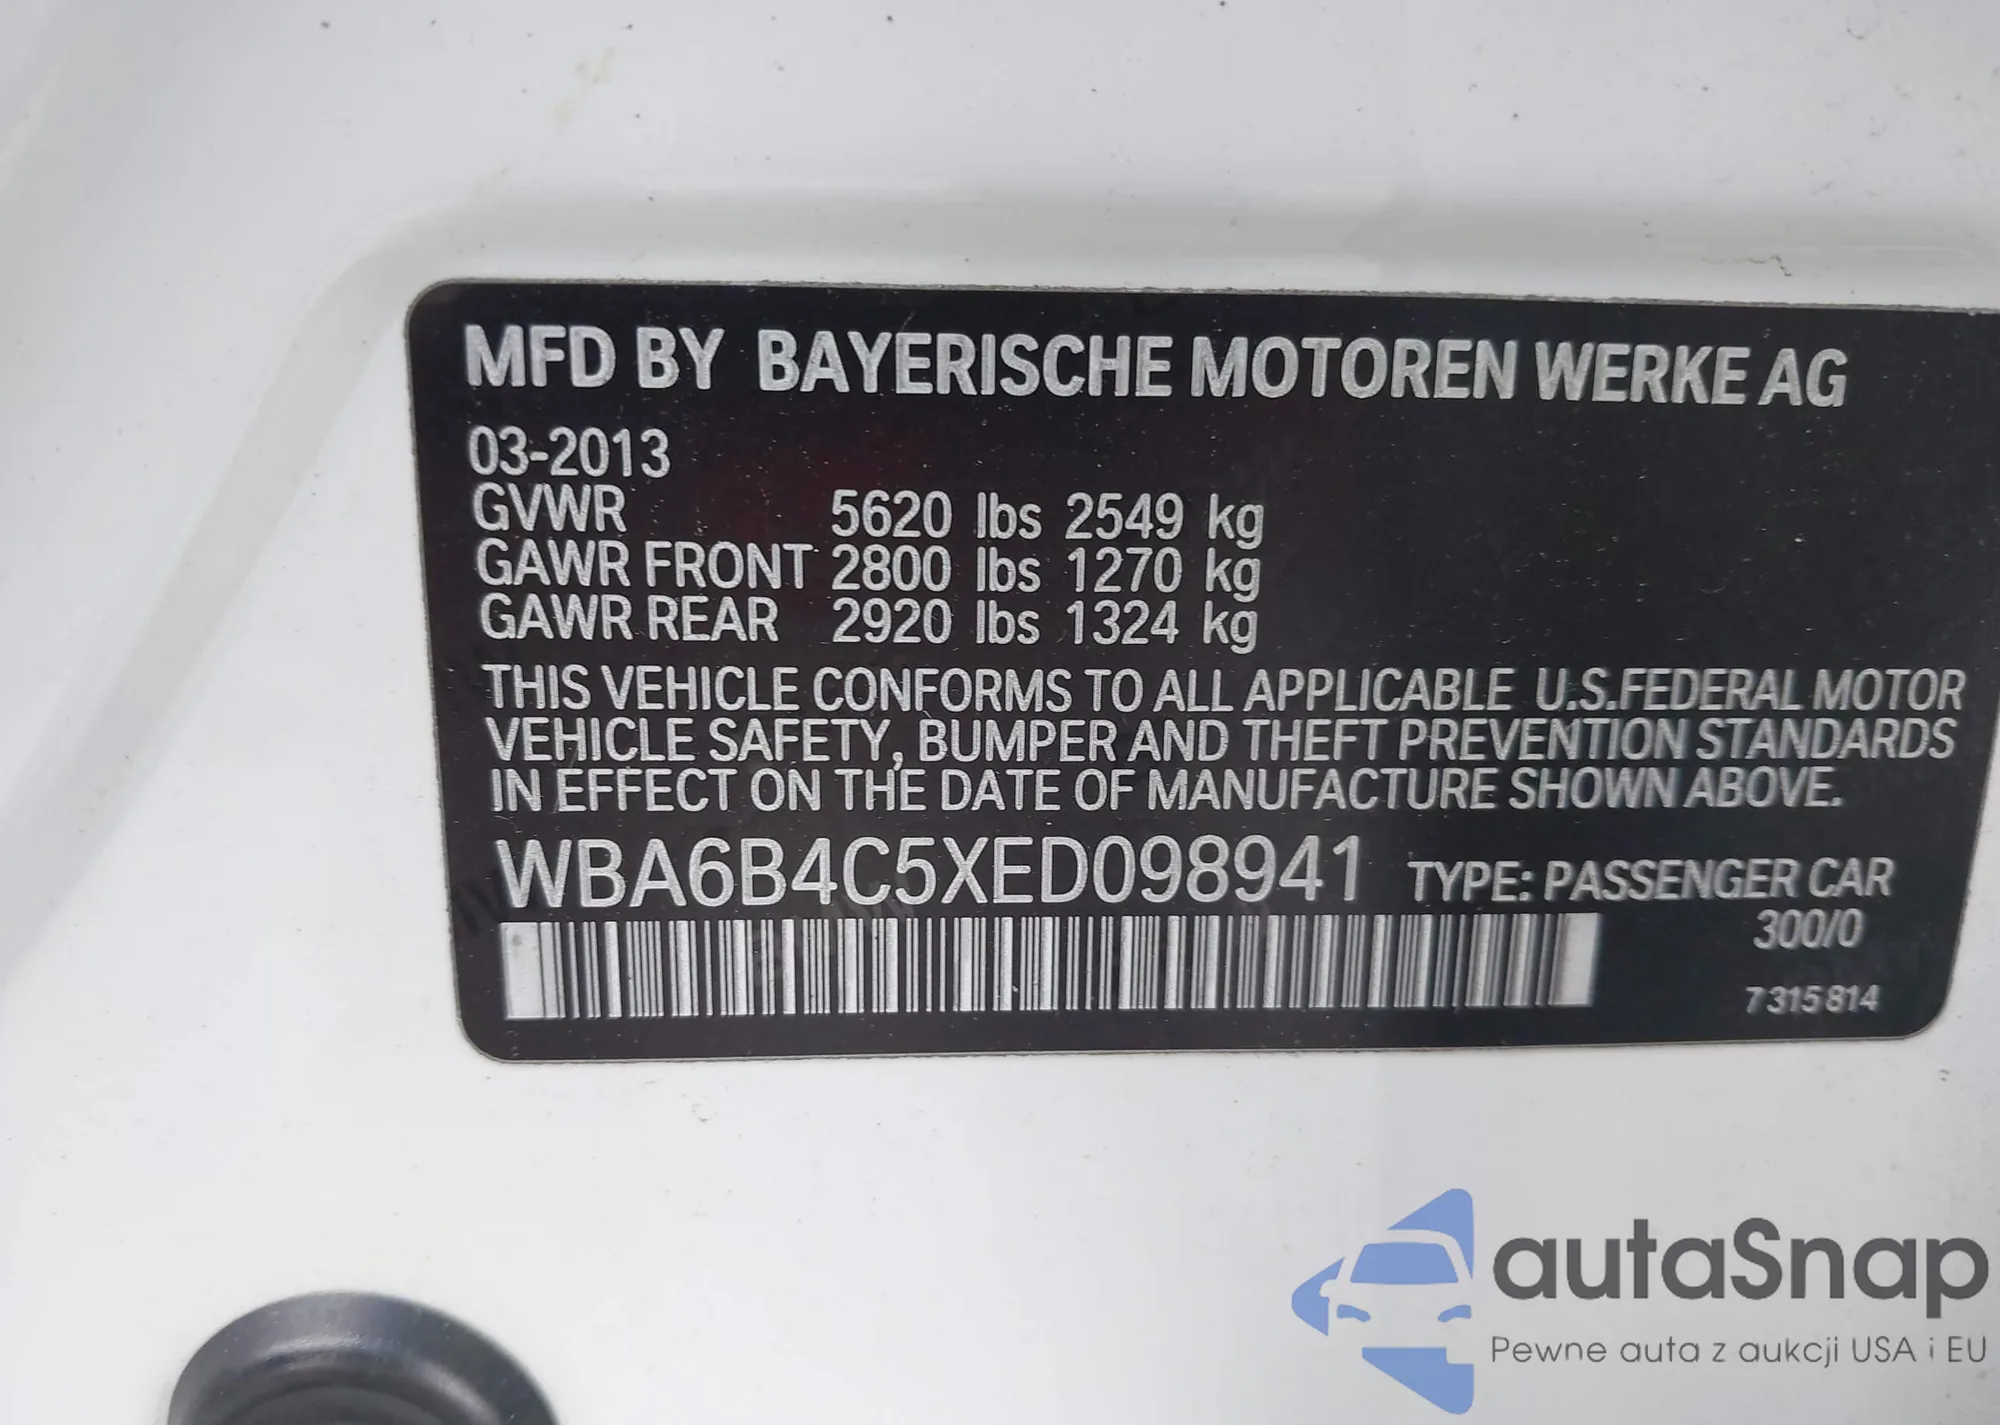 MFD BY BAYERISCHE MOTOREN WERKE AG
03-2013
GVWR 5620 lbs 2549 kg
GAWR FRONT 2800 lbs 1270 kg
GAWR REAR 2920 lbs 1324 kg
THIS VEHICLE CONFORMS TO ALL APPLICABLE U.S.FEDERAL MOTOR
VEHICLE SAFETY, BUMPER AND THEFT PREVENTION STANDARDS
IN EFFECT ON THE DATE OF MANUFACTURE SHOWN ABOVE.
WBA6B4C5XED098941 TYPE: PASSENGER CAR
300/0
7 315 814
autaSnap
Pewne auta z aukcji USA i EU